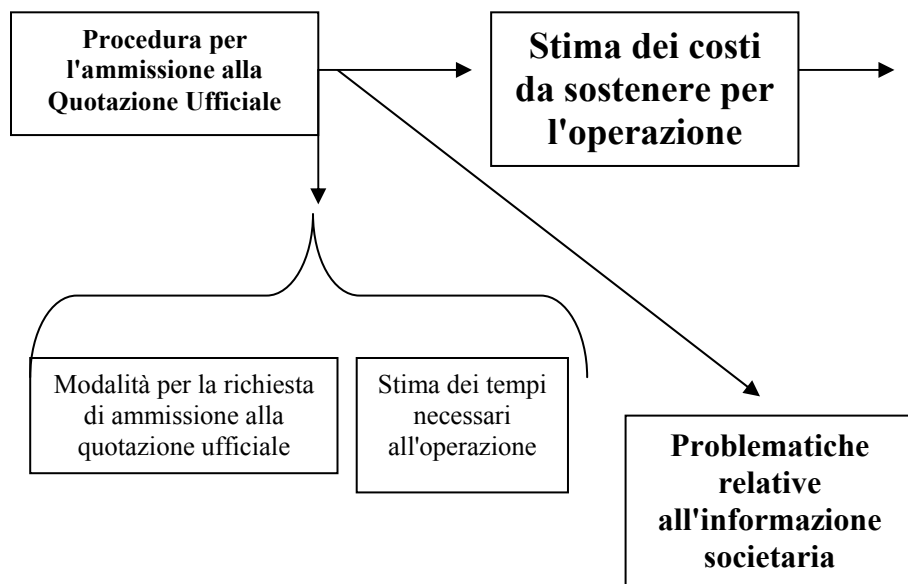 Procedura per
l'ammissione alla
Quotazione Ufficiale
Stima dei costi
da sostenere per
l'operazione
Modalità per la richiesta
di ammissione alla
quotazione ufficiale
Stima dei tempi
necessari
all'operazione
Problematiche
relative
all'informazione
societaria